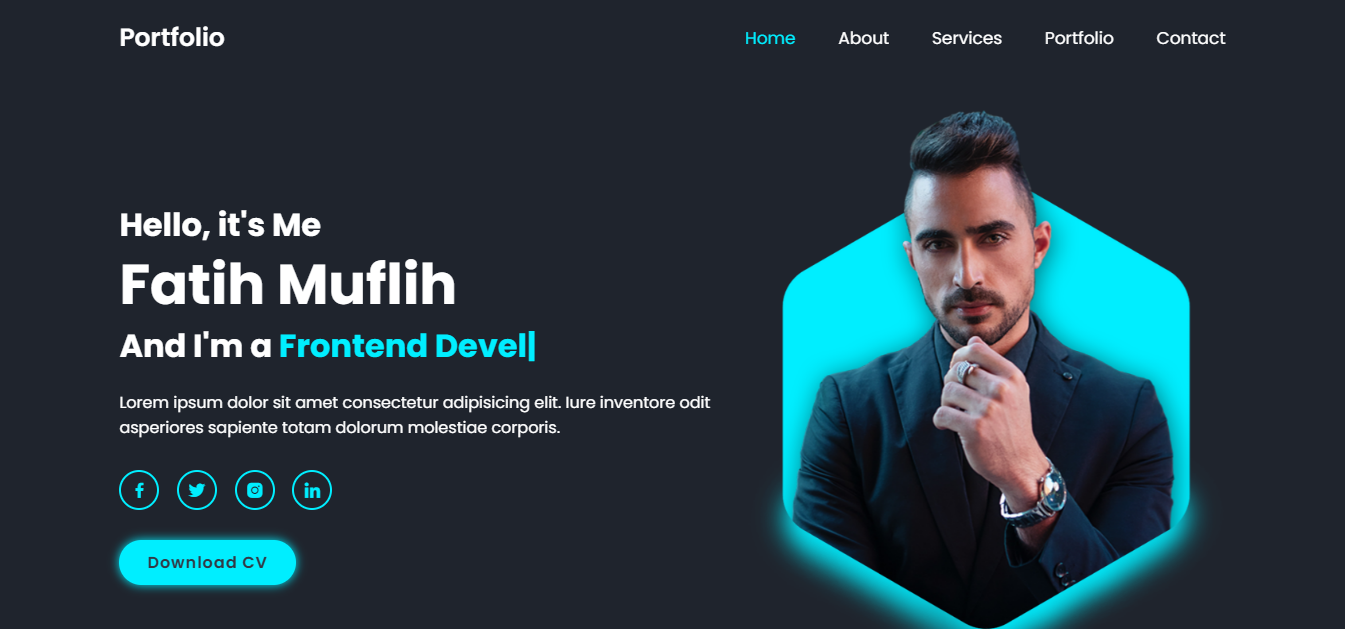 Portfolio
Home About Services Portfolio Contact
Hello, it's Me
Fatih Muflih
And I'm a Frontend Devel|
Lorem ipsum dolor sit amet consectetur adipisicing elit. Iure inventore odit
asperiores sapiente totam dolorum molestiae corporis.
Download CV